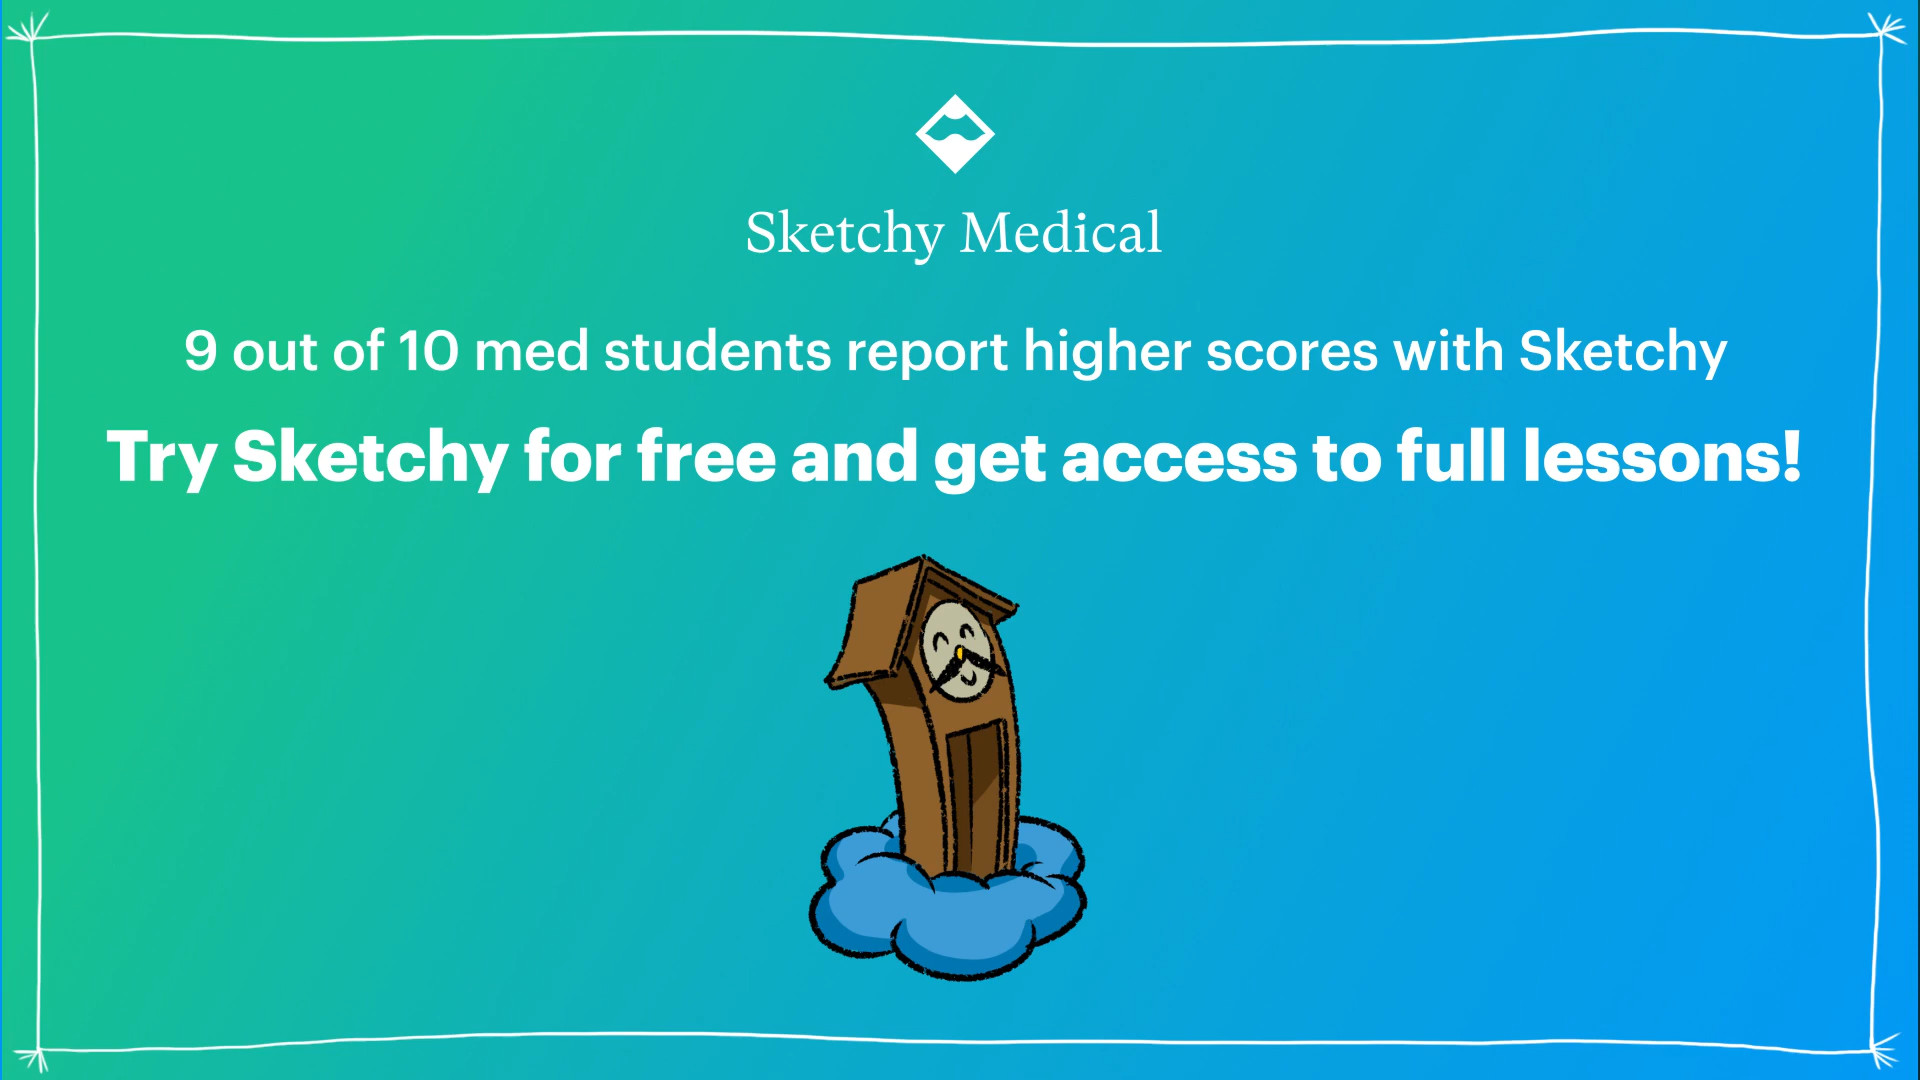 Sketchy Medical
9 out of 10 med students report higher scores with Sketchy
Try Sketchy for free and get access to full lessons!